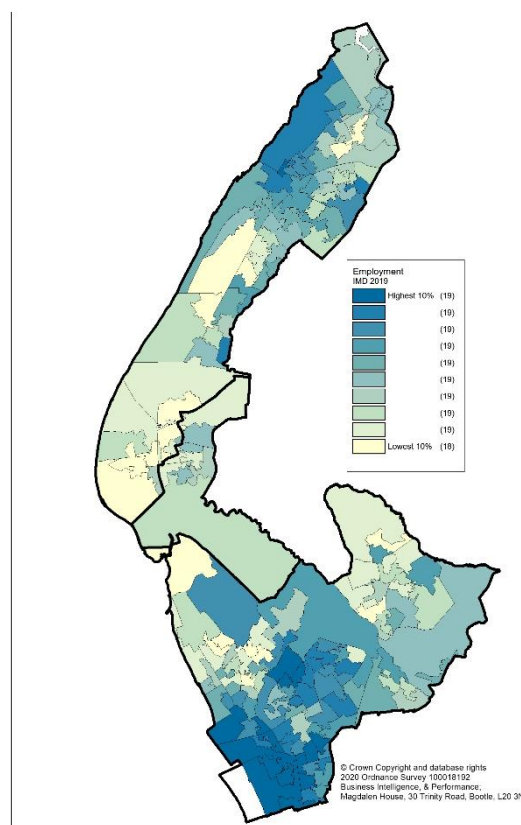 Employment
IMD 2019
Highest 10% (19)
(19)
(19)
(19)
(19)
(19)
(19)
(19)
(19)
Lowest 10% (18)
© Crown Copyright and database rights
2020 Ordnance Survey 100018192
Business Intelligence, & Performance,
Magdalen House, 30 Trinity Road, Bootle, L20